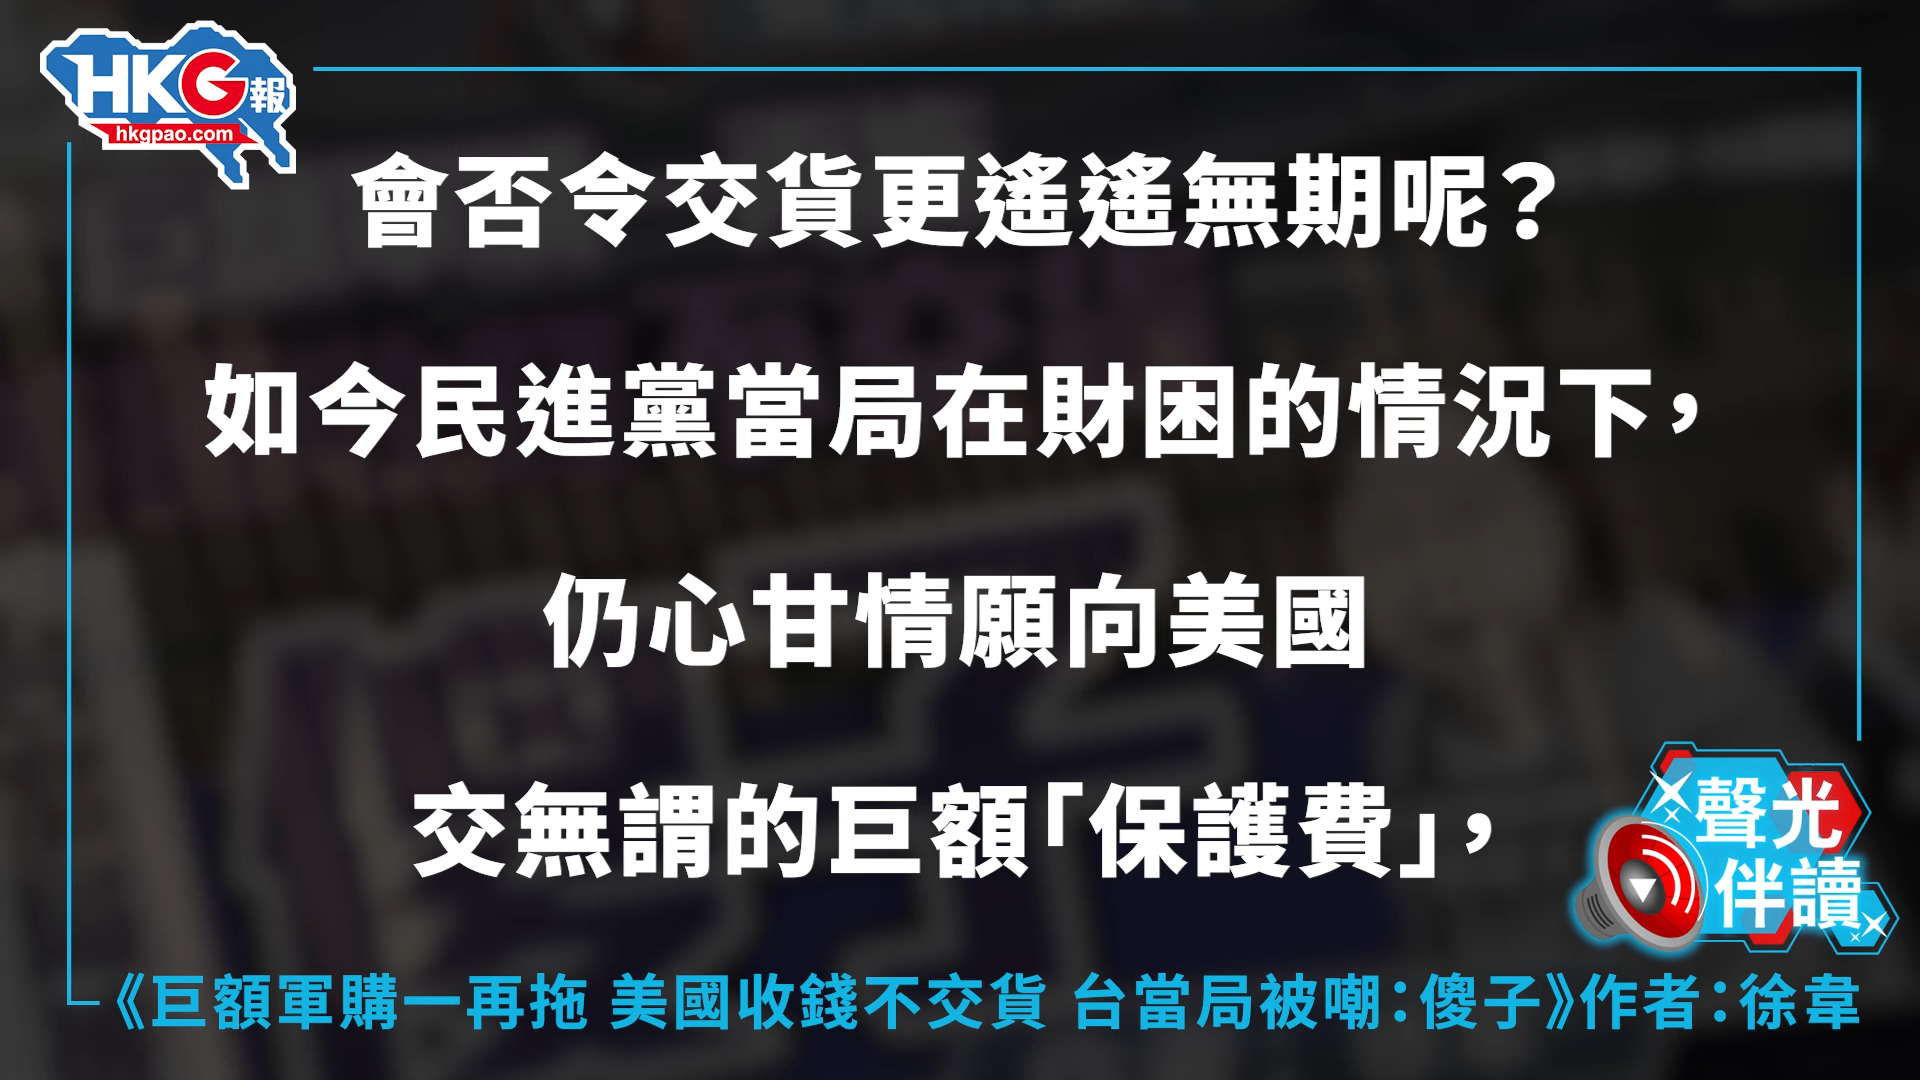 HKG報
hkgpao.com
會否令交貨更遙遙無期呢？
如今民進黨當局在財困的情況下，
仍心甘情願向美國
交無謂的巨額「保護費」，
聲光
伴讀
《巨額軍購一再拖 美國收錢不交貨 台當局被嘲：傻子》作者：徐韋